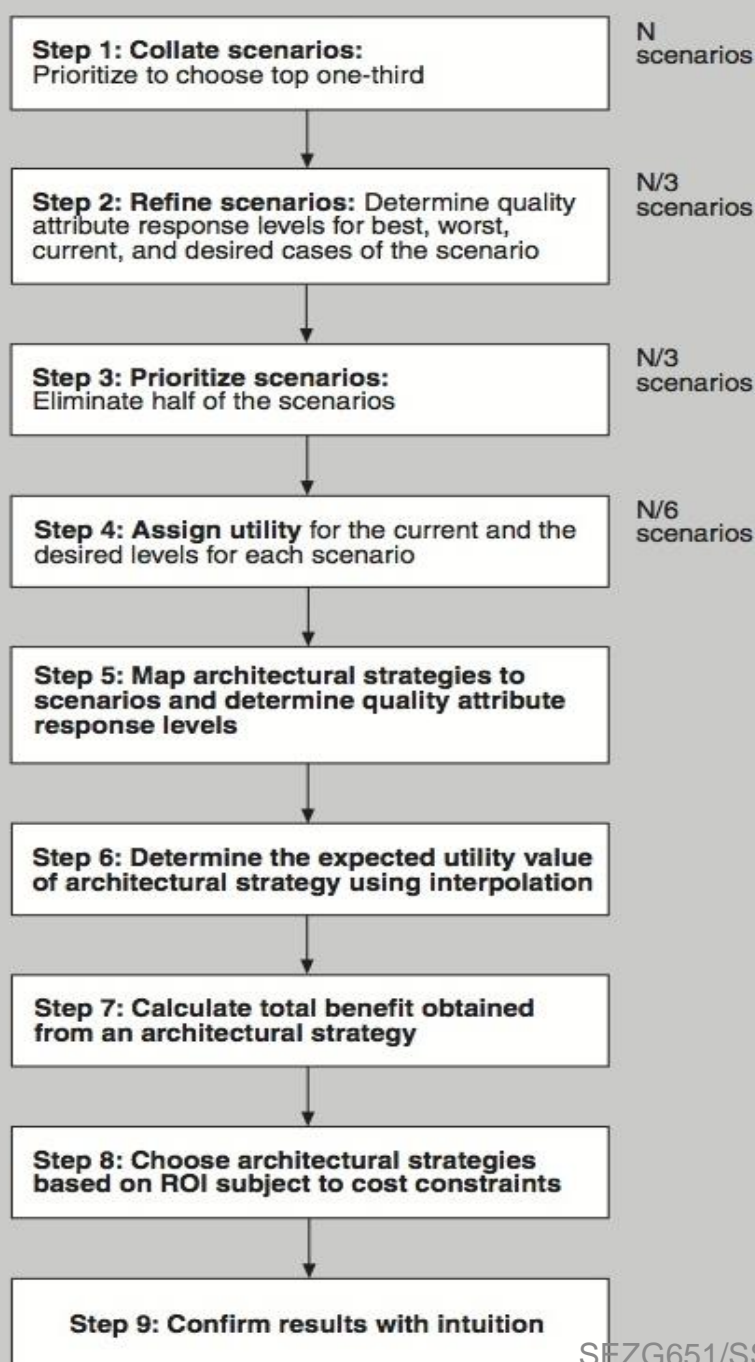 Step 1: Collate scenarios:
Prioritize to choose top one-third
N
scenarios
Step 2: Refine scenarios: Determine quality
attribute response levels for best, worst,
current, and desired cases of the scenario
N/3
scenarios
Step 3: Prioritize scenarios:
Eliminate half of the scenarios
N/3
scenarios
Step 4: Assign utility for the current and the
desired levels for each scenario
N/6
scenarios
Step 5: Map architectural strategies to
scenarios and determine quality attribute
response levels
Step 6: Determine the expected utility value
of architectural strategy using interpolation
Step 7: Calculate total benefit obtained
from an architectural strategy
Step 8: Choose architectural strategies
based on ROI subject to cost constraints
Step 9: Confirm results with intuition